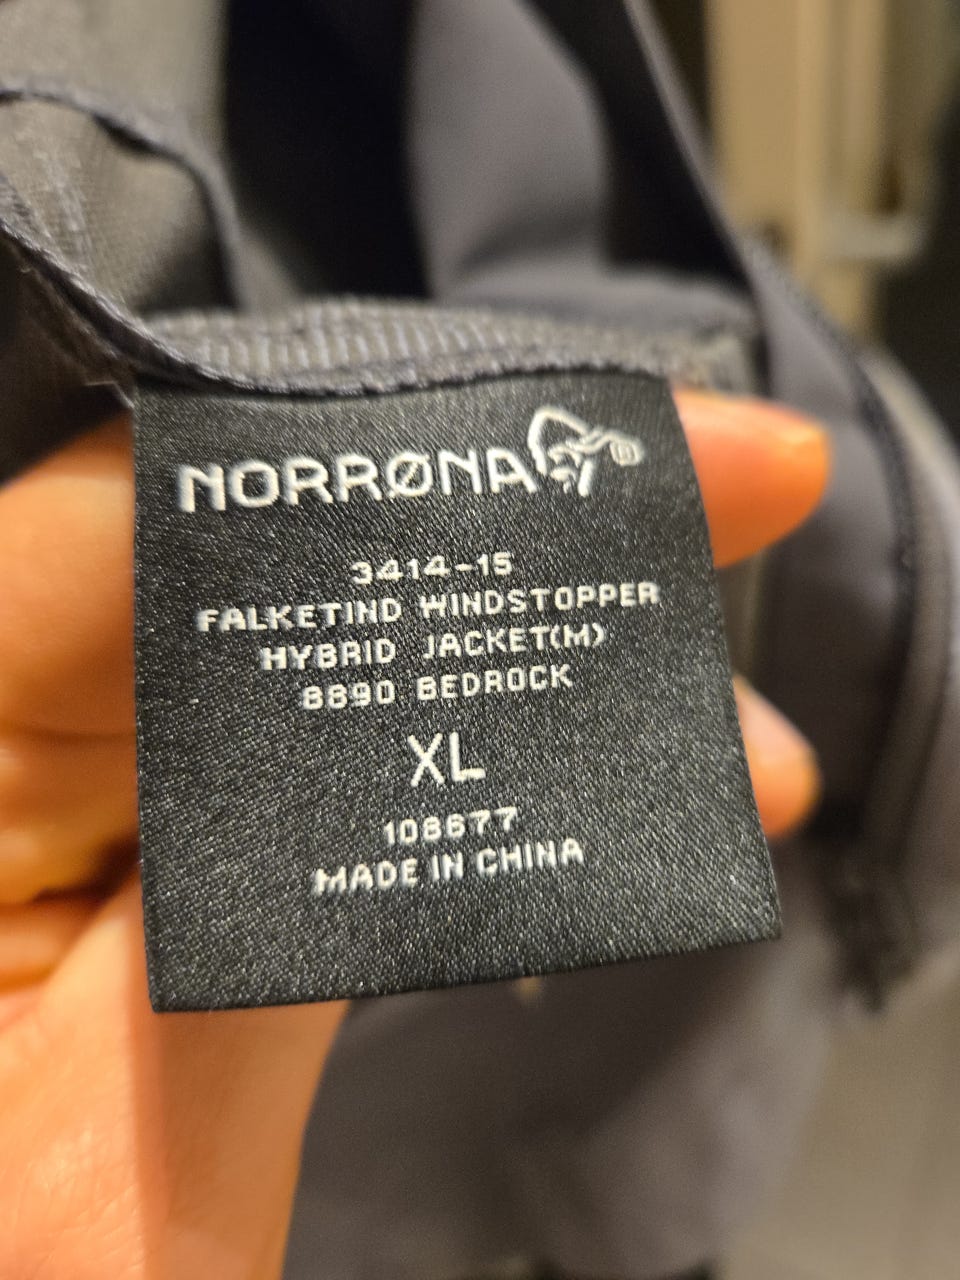 NORRØNA
3414-15
FALKETIND WINDSTOPPER
HYBRID JACKET(M)
8890 BEDROCK
XL
108677
MADE IN CHINA